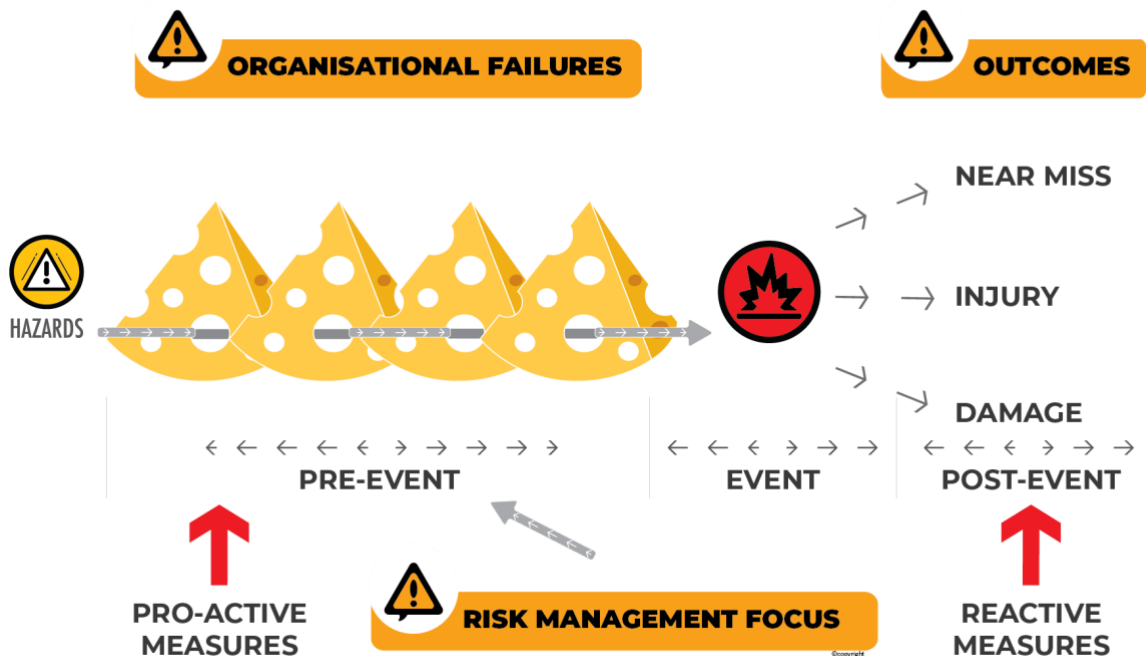 ORGANISATIONAL FAILURES
OUTCOMES
NEAR MISS
HAZARDS
INJURY
DAMAGE
PRE-EVENT
EVENT
POST-EVENT
PRO-ACTIVE
MEASURES
RISK MANAGEMENT FOCUS
©copyright
REACTIVE
MEASURES